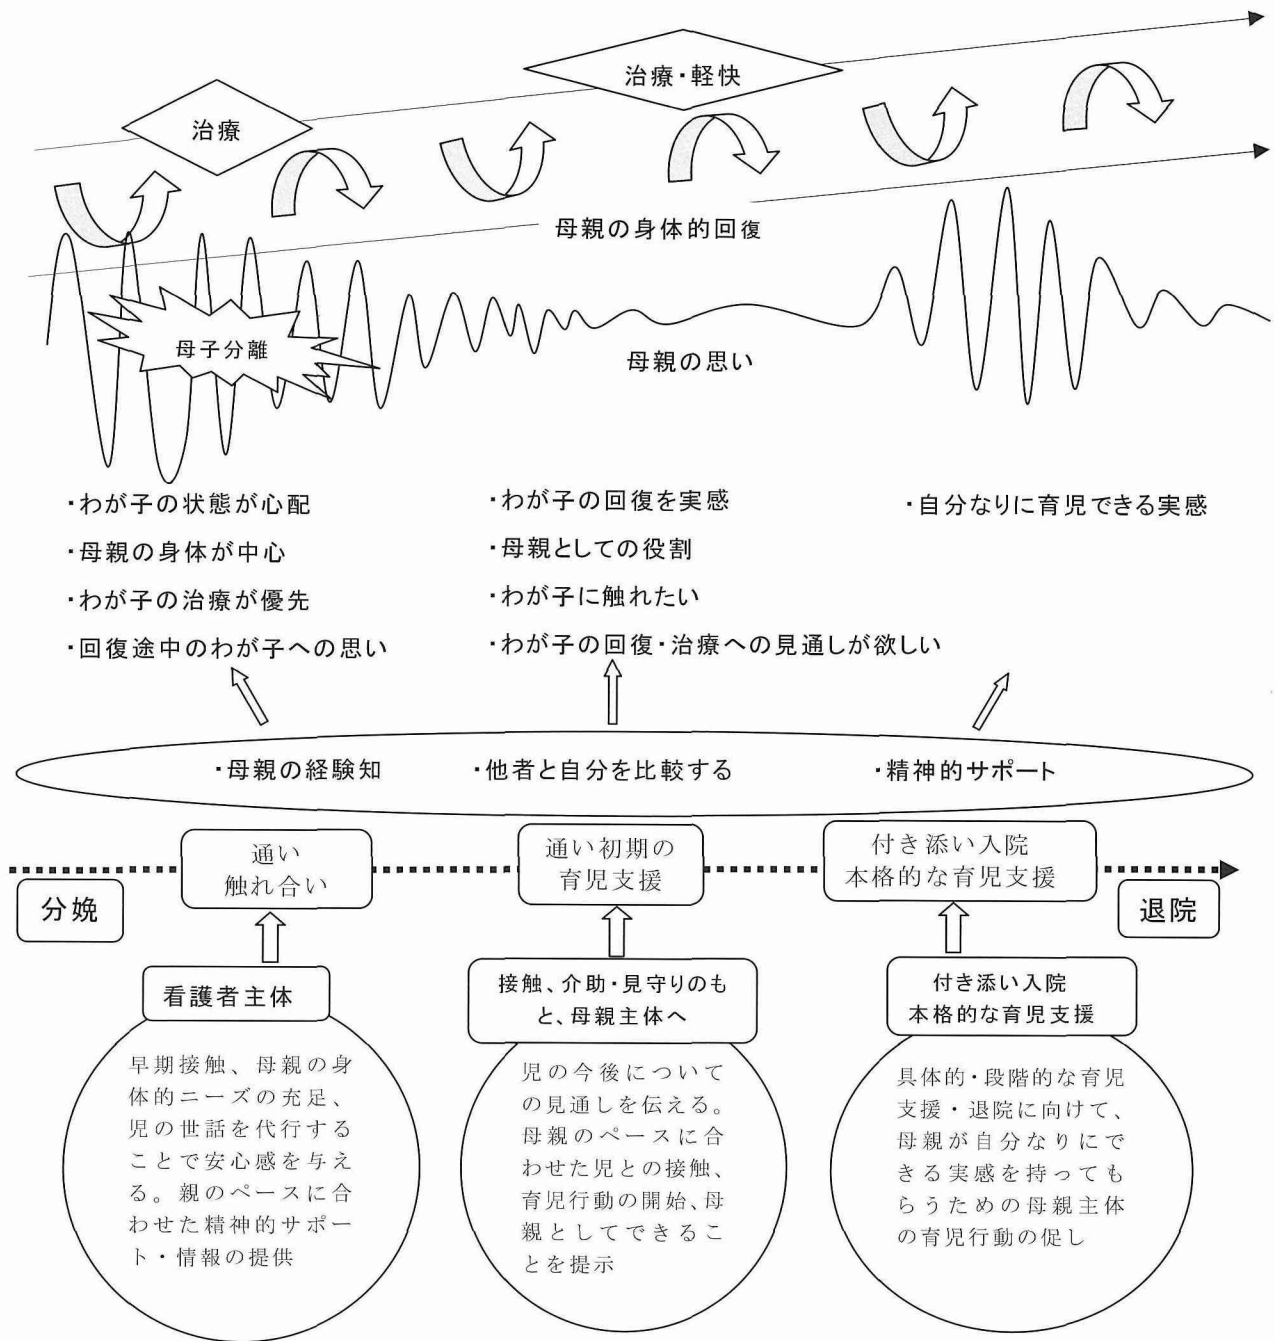 治療・軽快
治療
母親の身体的回復
母子分離
母親の思い
・わが子の状態が心配
・母親の身体が中心
・わが子の治療が優先
・回復途中のわが子への思い
・わが子の回復を実感
・母親としての役割
・わが子に触れたい
・わが子の回復・治療への見通しが欲しい
・自分なりに育児できる実感
・母親の経験知
・他者と自分を比較する
・精神的サポート
分娩
通い
触れ合い
通い初期の
育児支援
付き添い入院
本格的な育児支援
退院
看護者主体
早期接触、母親の身
体的ニーズの充足、
児の世話を代行する
ことで安心感を与え
る。親のペースに合
わせた精神的サポー
ト・情報の提供
接触、介助・見守りのも
と、母親主体へ
児の今後について
の見通しを伝える。
母親のペースに合
わせた児との接触、
育児行動の開始、母
親としてできるこ
とを提示
付き添い入院
本格的な育児支援
具体的・段階的な育児
支援・退院に向けて、
母親が自分なりにで
きる実感を持っても
らうための母親主体
の育児行動の促し